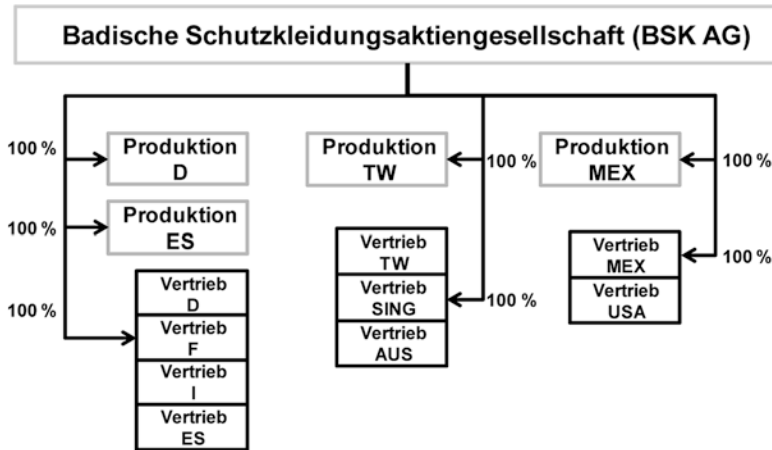 Badische Schutzkleidungsaktiengesellschaft (BSK AG)
100 %
Produktion
D
100 %
Produktion
ES
100 %
Vertrieb
D
Vertrieb
F
Vertrieb
I
Vertrieb
ES
Produktion
TW
100 %
Vertrieb
TW
Vertrieb
SING
Vertrieb
AUS
100 %
Produktion
MEX
100 %
Vertrieb
MEX
Vertrieb
USA
100 %